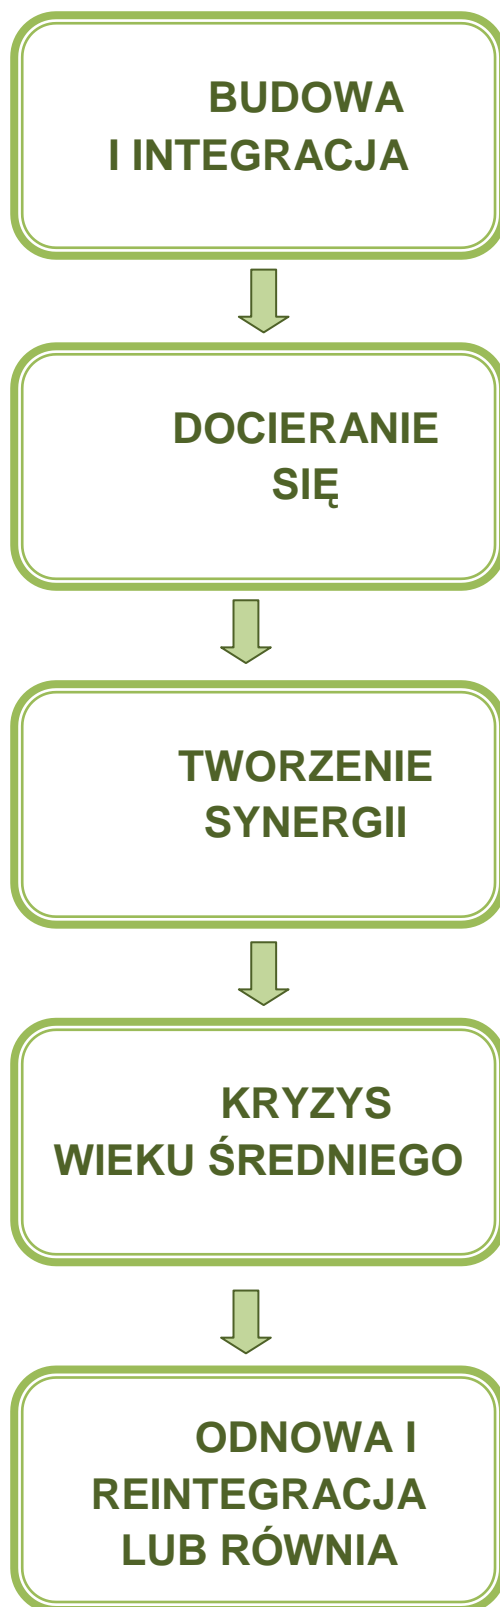 BUDOWA
I INTEGRACJA
DOCIERANIE
SIĘ
TWORZENIE
SYNERGII
KRYZYS
WIEKU ŚREDNIEGO
ODNOWA I
REINTEGRACJA
LUB RÓWNIA